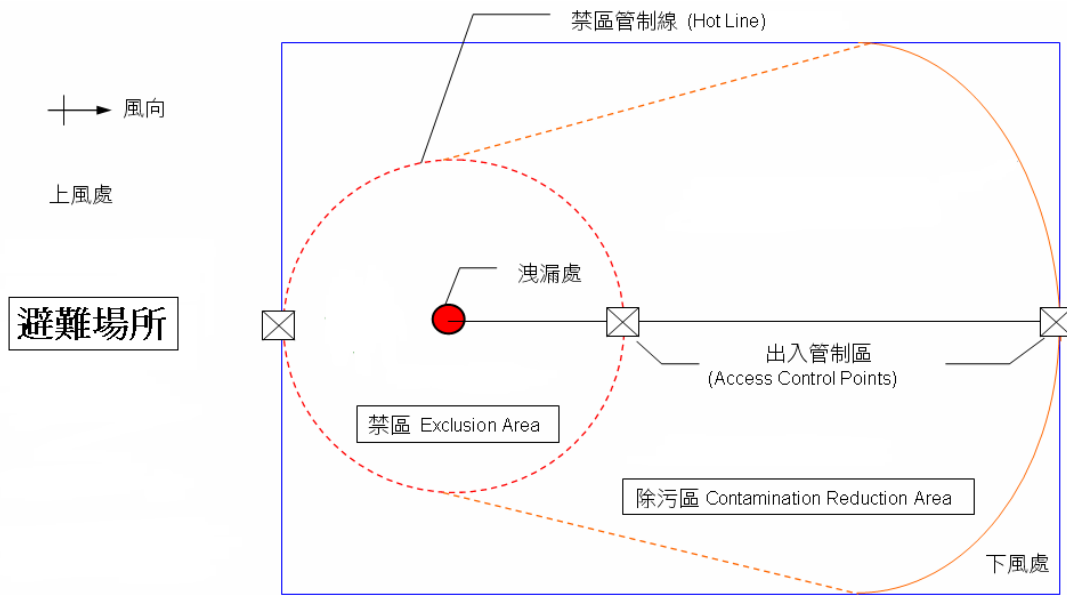 禁區管制線 (Hot Line)
風向
上風處
洩漏處
避難場所
出入管制區
(Access Control Points)
禁區 Exclusion Area
除污區 Contamination Reduction Area
下風處